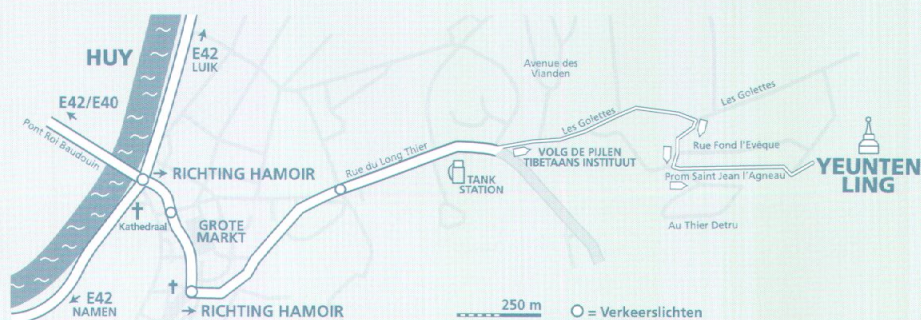 HUY
E42
LUIK
E42/E40
Pont Roi Baudouin
→ RICHTING HAMOIR
Kathedraal
GROTE
MARKT
E42
NAMEN
→ RICHTING HAMOIR
Rue du Long Thier
TANK
STATION
Avenue des
Vianden
Les Golettes
VOLG DE PIJLEN
TIBETAANS INSTITUUT
Les Golettes
Rue Fond l'Evêque
Prom Saint Jean l'Agneau
Au Thier Detru
YEUNTEN
LING
250 m
O = Verkeerslichten